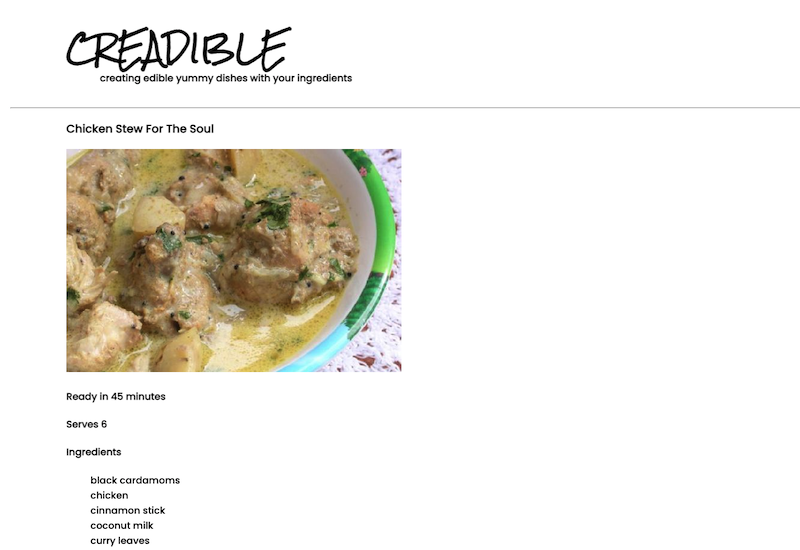 CREADIBLE
creating edible yummy dishes with your ingredients
Chicken Stew For The Soul
Ready in 45 minutes
Serves 6
Ingredients
black cardamoms
chicken
cinnamon stick
coconut milk
curry leaves